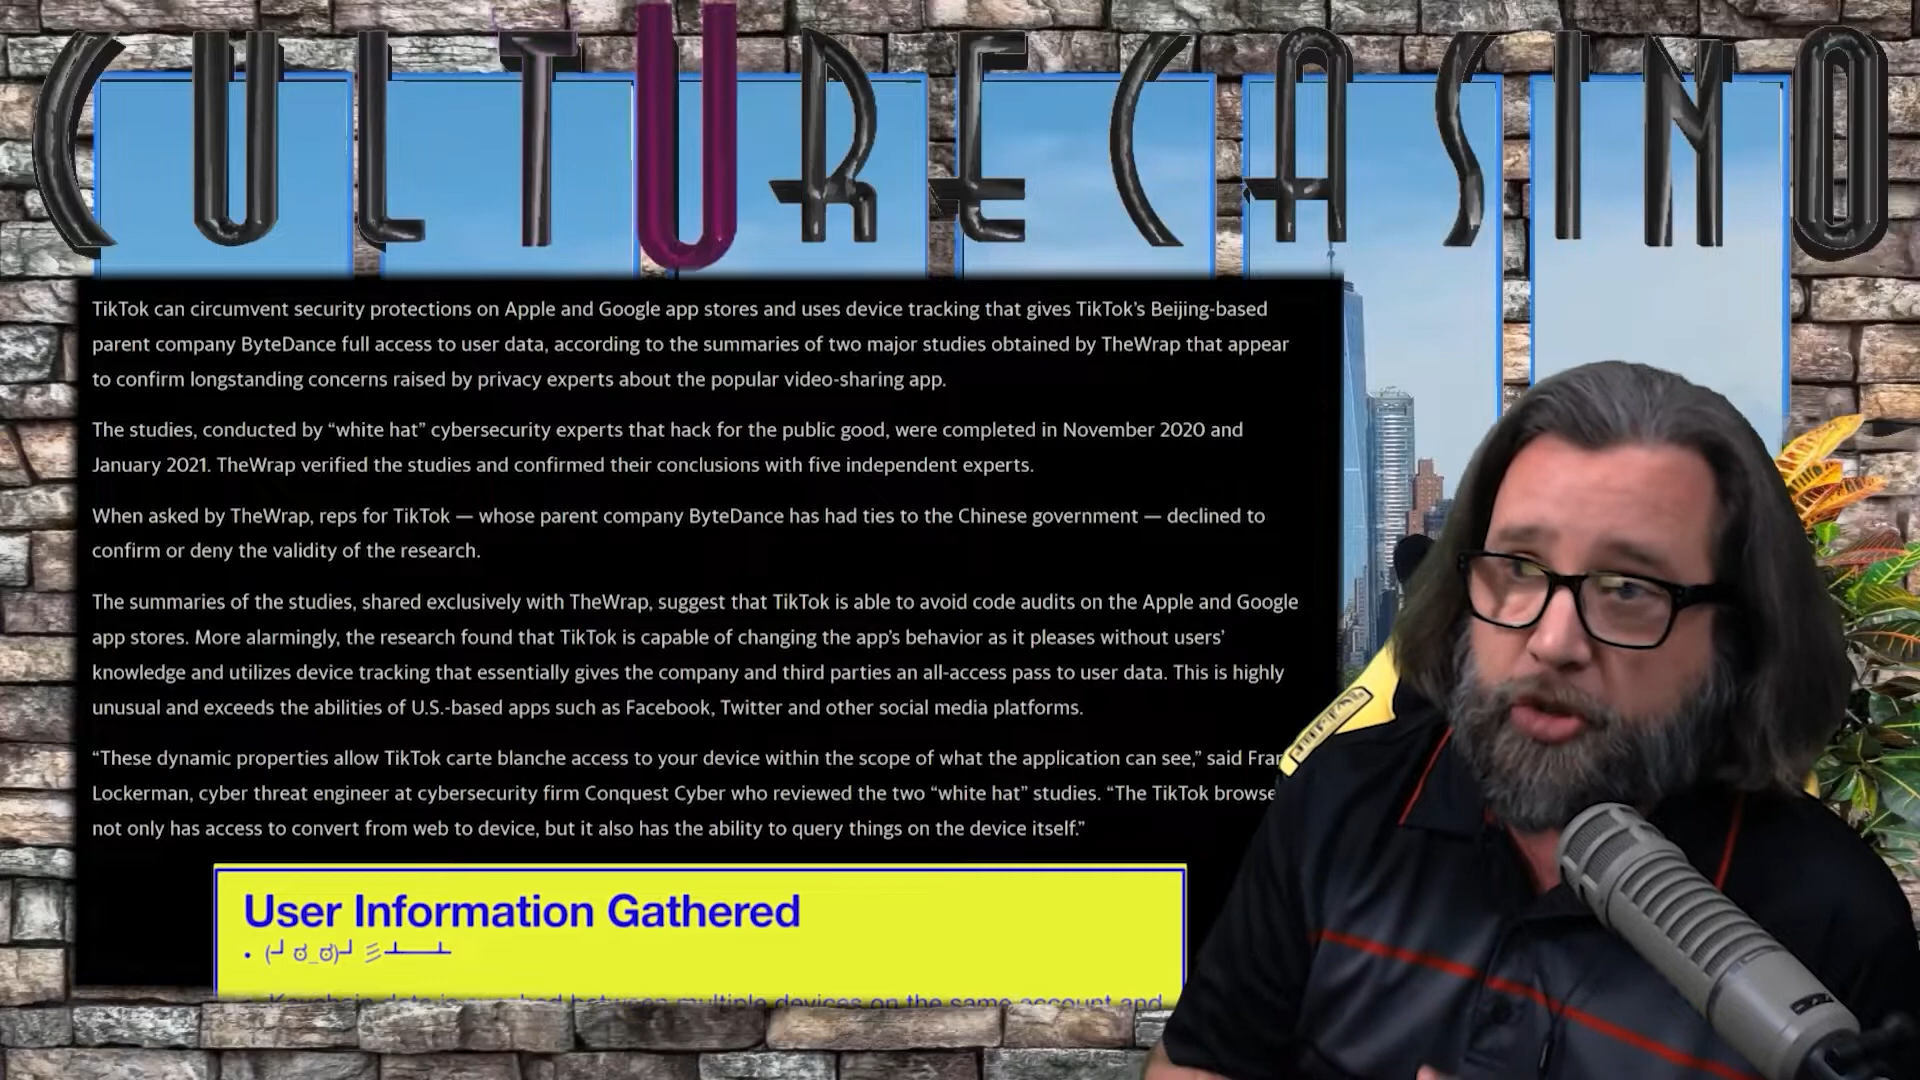 CULTURECASINO
TikTok can circumvent security protections on Apple and Google app stores and uses device tracking that gives TikTok’s Beijing-based
parent company ByteDance full access to user data, according to the summaries of two major studies obtained by TheWrap that appear
to confirm longstanding concerns raised by privacy experts about the popular video-sharing app.
The studies, conducted by “white hat” cybersecurity experts that hack for the public good, were completed in November 2020 and
January 2021. TheWrap verified the studies and confirmed their conclusions with five independent experts.
When asked by TheWrap, reps for TikTok — whose parent company ByteDance has had ties to the Chinese government — declined to
confirm or deny the validity of the research.
The summaries of the studies, shared exclusively with TheWrap, suggest that TikTok is able to avoid code audits on the Apple and Google
app stores. More alarmingly, the research found that TikTok is capable of changing the app’s behavior as it pleases without users’
knowledge and utilizes device tracking that essentially gives the company and third parties an all-access pass to user data. This is highly
unusual and exceeds the abilities of U.S.-based apps such as Facebook, Twitter and other social media platforms.
“These dynamic properties allow TikTok carte blanche access to your device within the scope of what the application can see,” said
Lockerman, cyber threat engineer at cybersecurity firm Conquest Cyber who reviewed the two “white hat” studies. “The TikTok
not only has access to convert from web to device, but it also has the ability to query things on the device itself.”
User Information Gathered
• (┘ಠ_ಠ)┘彡┻━┻
between multiple devices on the same account and